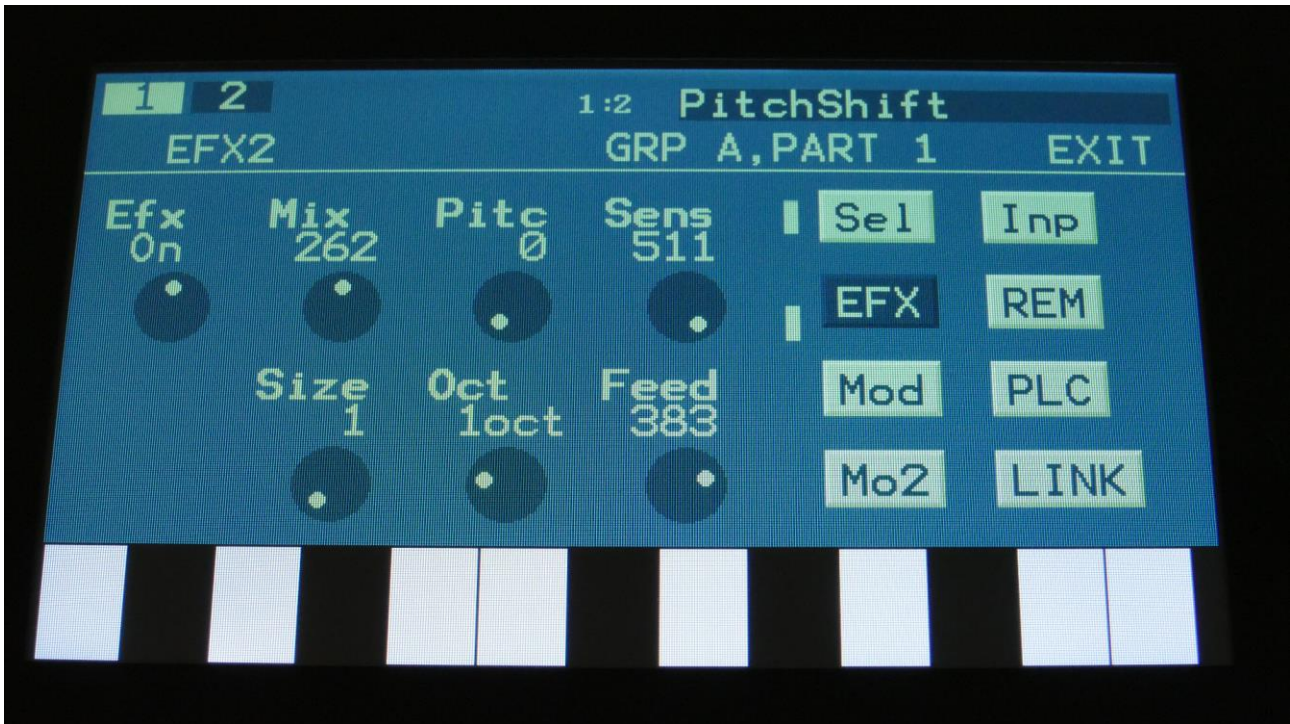 1 2 1:2 PitchShift
EFX2 GRP A,PART 1 EXIT
Efx Mix Pitc Sens Sel Inp
On 262 0 511
EFX REM
Size Oct Feed Mod PLC
1 1oct 383
Mo2 LINK